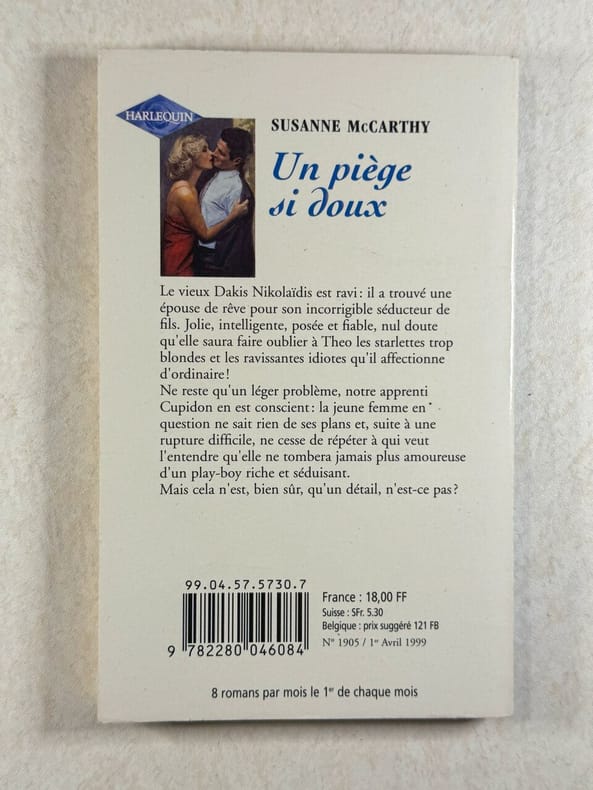 HARLEQUIN
SUSANNE McCARTHY
Un piège
si doux
Le vieux Dakis Nikolaïdis est ravi : il a trouvé une
épouse de rêve pour son incorrigible séducteur de
fils. Jolie, intelligente, posée et fiable, nul doute
qu'elle saura faire oublier à Theo les starlettes trop
blondes et les ravissantes idiotes qu'il affectionne
d'ordinaire !
Ne reste qu'un léger problème, notre apprenti
Cupidon en est conscient : la jeune femme en
question ne sait rien de ses plans et, suite à une
rupture difficile, ne cesse de répéter à qui veut
l'entendre qu'elle ne tombera jamais plus amoureuse
d'un play-boy riche et séduisant.
Mais cela n'est, bien sûr, qu'un détail, n'est-ce pas ?
99.04.57.5730.7
9 782280 046084
France : 18,00 FF
Suisse : SFr. 5.30
Belgique : prix suggéré 121 FB
N° 1905 / 1er Avril 1999
8 romans par mois le 1er de chaque mois